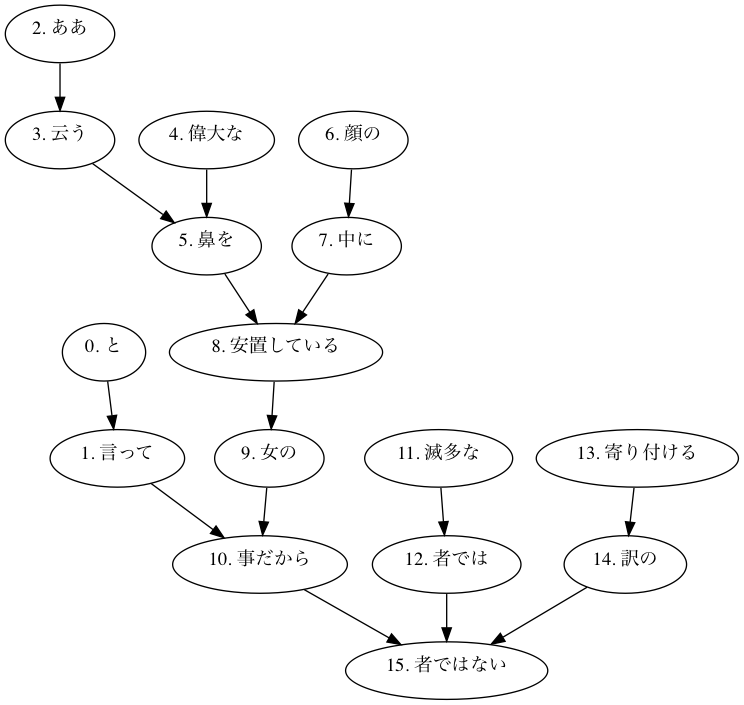 2. ああ
3. 云う
4. 偉大な
6. 顔の
5. 鼻を
7. 中に
0. と
8. 安置している
1. 言って
9. 女の
11. 滅多な
13. 寄り付ける
10. 事だから
12. 者では
14. 訳の
15. 者ではない